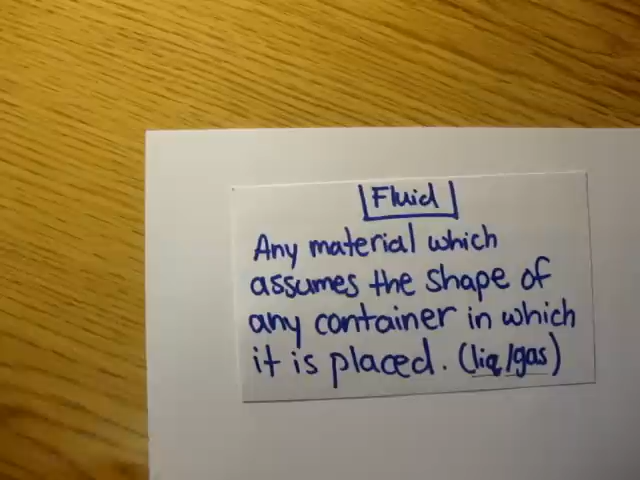 Fluid
Any material which
assumes the shape of
any container in which
it is placed. (liq/gas)